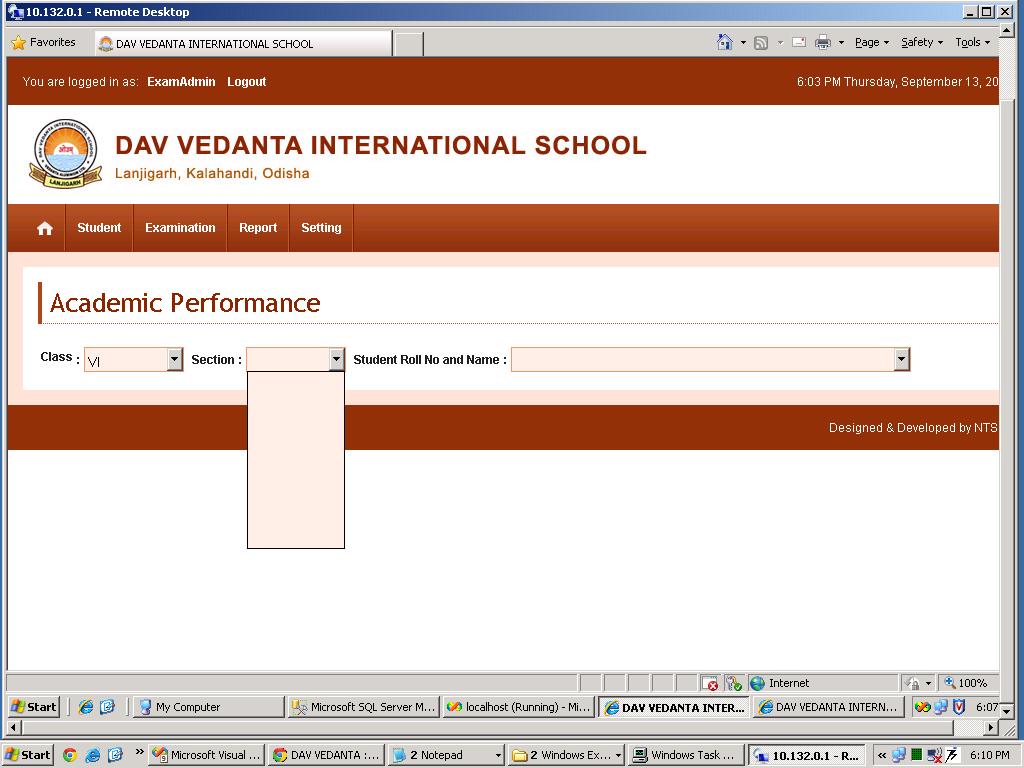 10.132.0.1 - Remote Desktop
Favorites
DAV VEDANTA INTERNATIONAL SCHOOL
Page Safety Tools
You are logged in as: ExamAdmin Logout
6:03 PM Thursday, September 13, 20
DAV VEDANTA INTERNATIONAL SCHOOL
LANJIGARH
Lanjigarh, Kalahandi, Odisha
Student Examination Report Setting
Academic Performance
Class : VI Section : Student Roll No and Name :
Designed & Developed by NTS
Internet
100%
Start
My Computer
Microsoft SQL Server M...
localhost (Running) - Mi...
DAV VEDANTA INTER...
DAV VEDANTA INTERN...
6:07
Start
»
Microsoft Visual ...
DAV VEDANTA :...
2 Notepad
2 Windows Ex...
Windows Task ...
10.132.0.1 - R...
«
6:10 PM